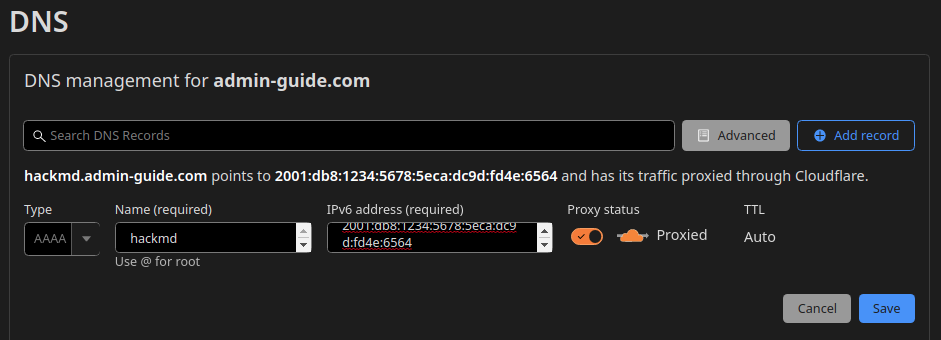 DNS
DNS management for admin-guide.com
Search DNS Records
Advanced
Add record
hackmd.admin-guide.com points to 2001:db8:1234:5678:5eca:dc9d:fd4e:6564 and has its traffic proxied through Cloudflare.
Type
Name (required)
IPv6 address (required)
Proxy status
TTL
AAAA
hackmd
2001:db8:1234:5678:5eca:dc9
d:fd4e:6564
Proxied
Auto
Use @ for root
Cancel
Save